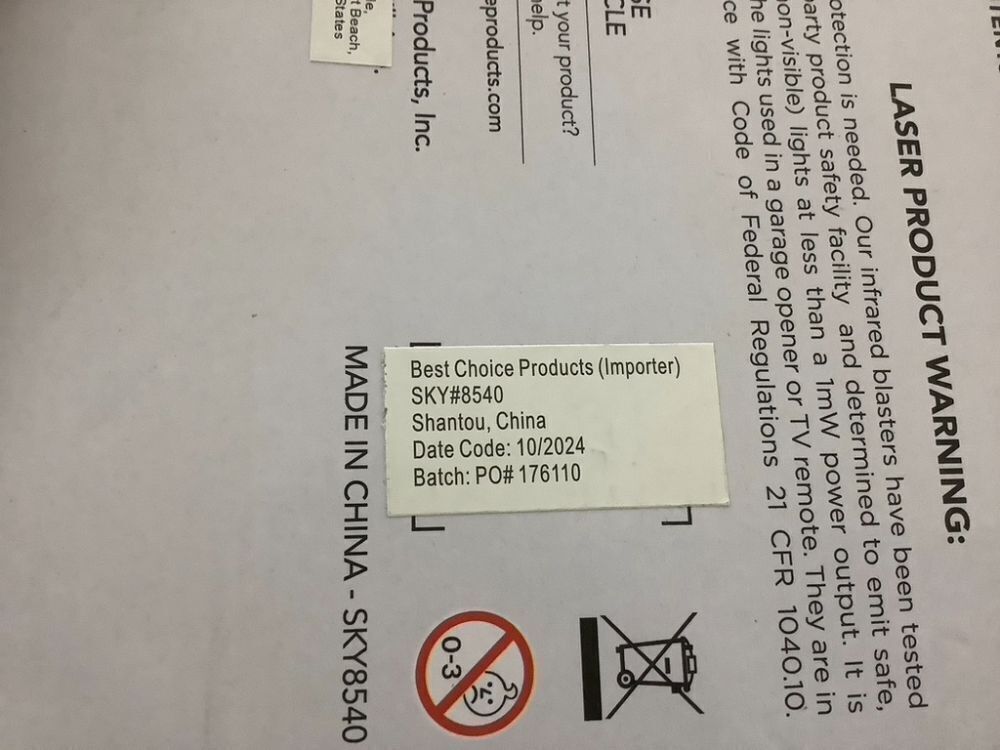 LASER PRODUCT WARNING:
otection is needed. Our infrared blasters have been tested
party product safety facility and determined to emit safe,
on-visible) lights at less than a 1mW power output. It is
he lights used in a garage opener or TV remote. They are in
ce with Code of Federal Regulations 21 CFR 1040.10.
SE
CLE
t your product?
help.
eproducts.com
Products, Inc.
le,
t Beach,
States
Best Choice Products (Importer)
SKY#8540
Shantou, China
Date Code: 10/2024
Batch: PO# 176110
MADE IN CHINA - SKY8540
0-3